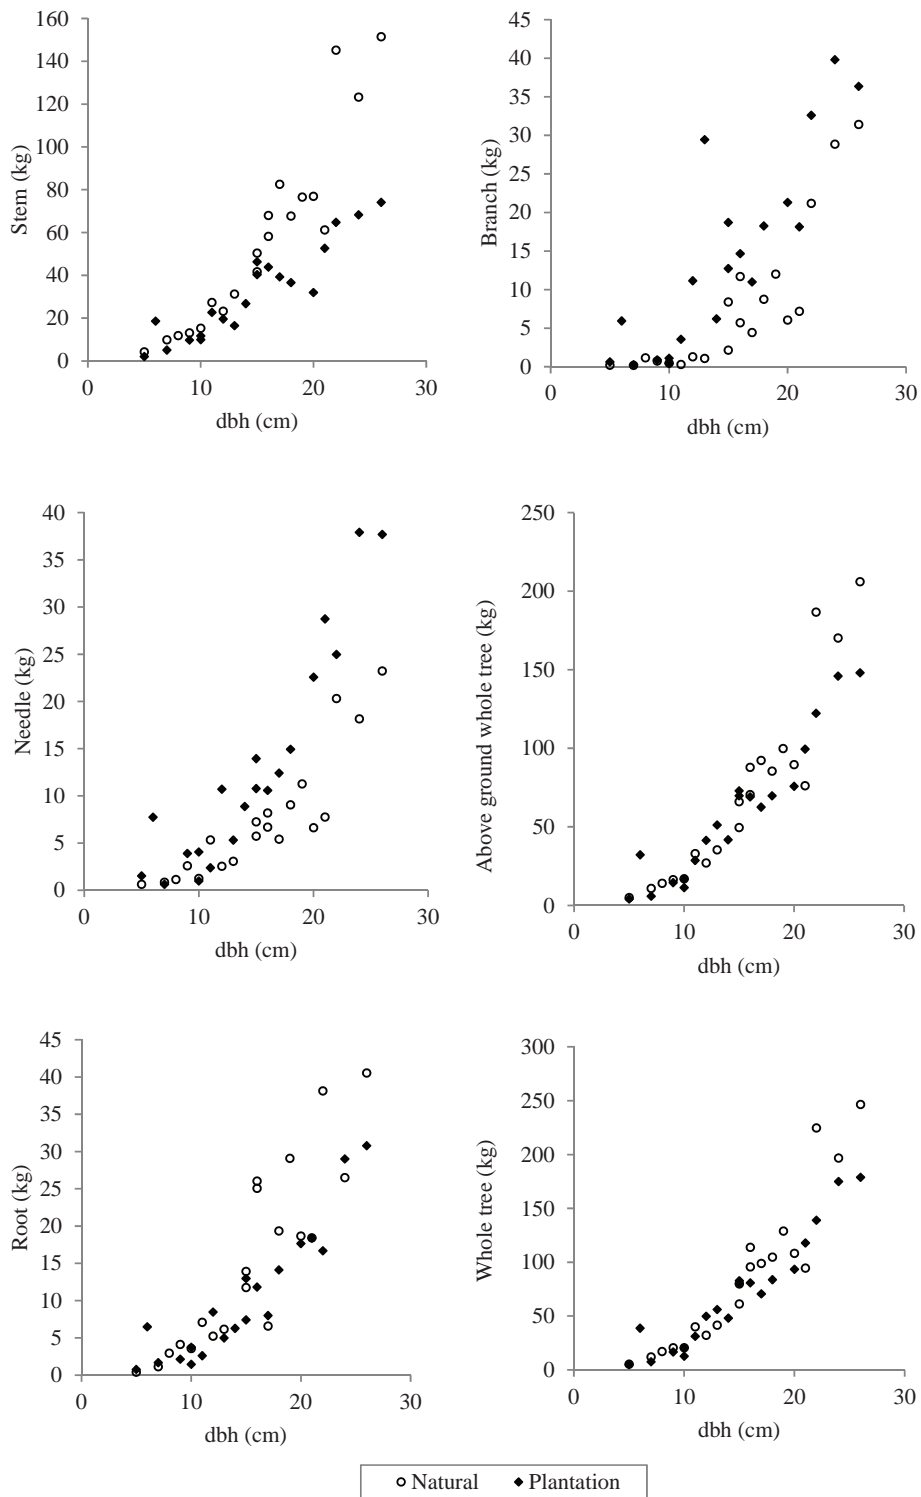 160
140
120
100
80
60
40
20
0
Stem (kg)
0 10 20 30
dbh (cm)
45
40
35
30
25
20
15
10
5
0
Branch (kg)
0 10 20 30
dbh (cm)
40
35
30
25
20
15
10
5
0
Needle (kg)
0 10 20 30
dbh (cm)
250
200
150
100
50
0
Above ground whole tree (kg)
0 10 20 30
dbh (cm)
45
40
35
30
25
20
15
10
5
0
Root (kg)
0 10 20 30
dbh (cm)
300
250
200
150
100
50
0
Whole tree (kg)
0 10 20 30
dbh (cm)
Natural Plantation